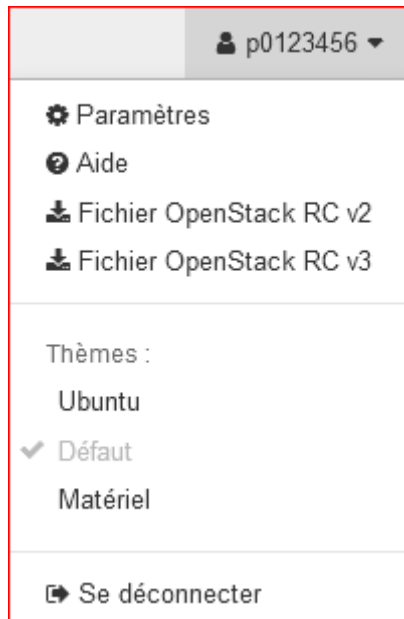 p0123456
Paramètres
Aide
Fichier OpenStack RC v2
Fichier OpenStack RC v3
Thèmes :
Ubuntu
Défaut
Matériel
Se déconnecter